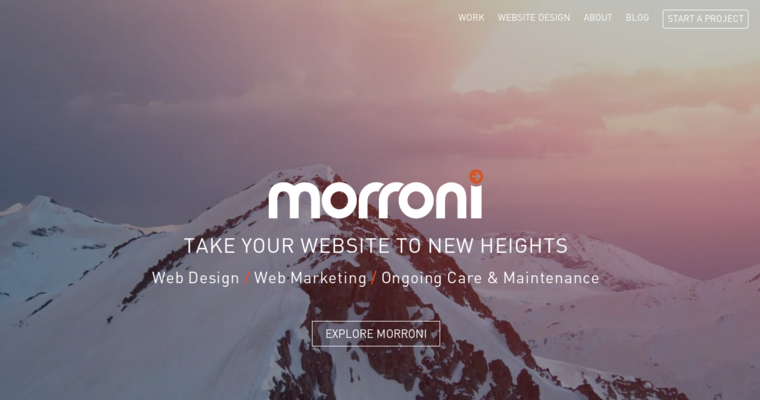 WORK WEBSITE DESIGN ABOUT BLOG START A PROJECT
morroni
TAKE YOUR WEBSITE TO NEW HEIGHTS
Web Design / Web Marketing / Ongoing Care & Maintenance
EXPLORE MORRONI